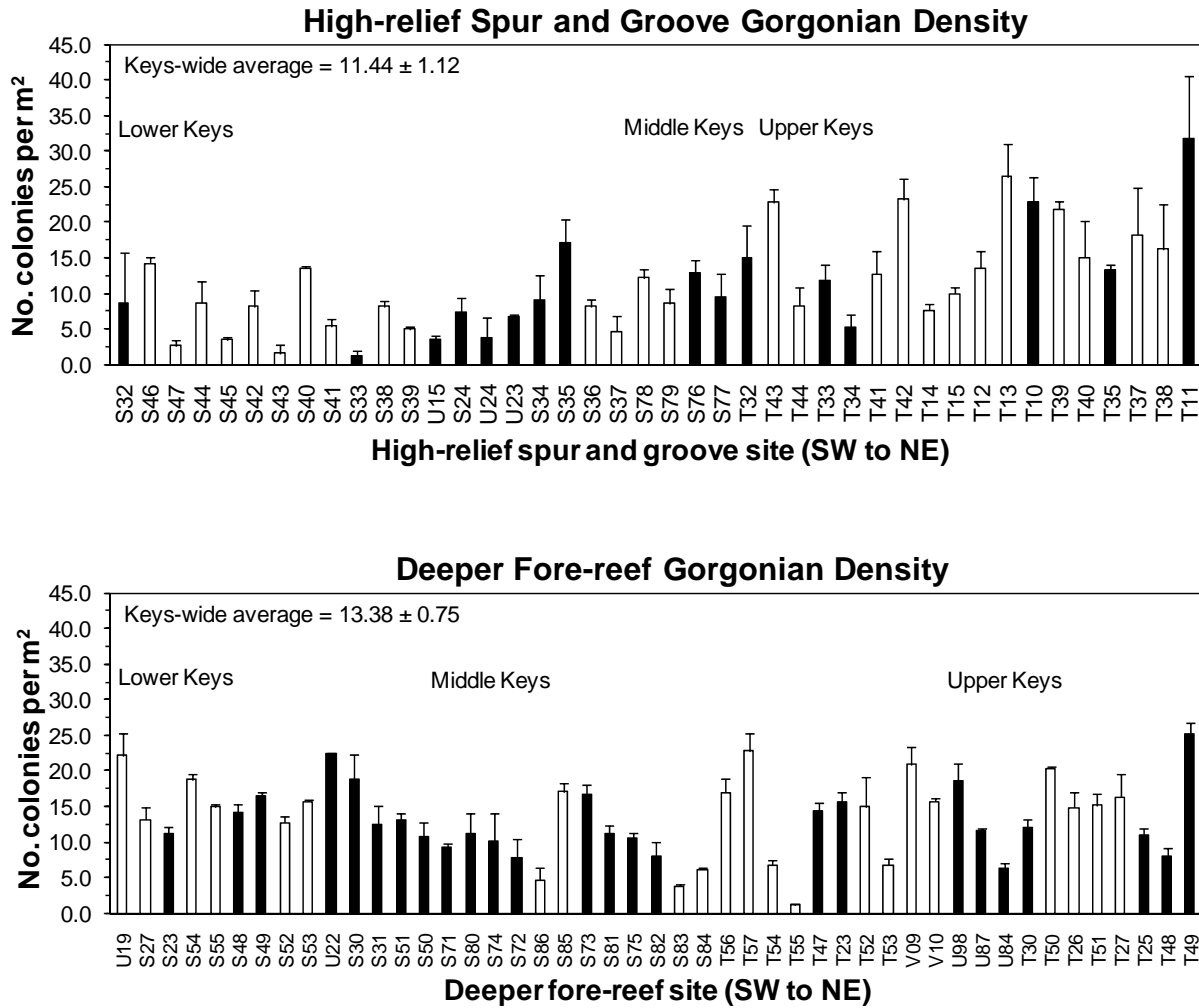 High-relief Spur and Groove Gorgonian Density
No. colonies per m²
45.0
40.0
35.0
30.0
25.0
20.0
15.0
10.0
5.0
0.0
Keys-wide average = 11.44 ± 1.12
Lower Keys Middle Keys Upper Keys
S32 S46 S47 S44 S45 S42 S43 S40 S41 S33 S38 S39 U15 S24 U24 U23 S34 S35 S36 S37 S78 S79 S76 S77 T32 T43 T44 T33 T34 T41 T42 T14 T15 T12 T13 T10 T39 T40 T35 T37 T38 T11
High-relief spur and groove site (SW to NE)
Deeper Fore-reef Gorgonian Density
No. colonies per m²
45.0
40.0
35.0
30.0
25.0
20.0
15.0
10.0
5.0
0.0
Keys-wide average = 13.38 ± 0.75
Lower Keys Middle Keys Upper Keys
U19 S27 S23 S54 S55 S48 S49 S52 S53 U22 S30 S31 S51 S50 S71 S80 S74 S72 S86 S85 S73 S81 S75 S82 S83 S84 T56 T57 T54 T55 T47 T23 T52 T53 V09 V10 U98 U87 U84 T30 T50 T26 T51 T27 T25 T48 T49
Deeper fore-reef site (SW to NE)